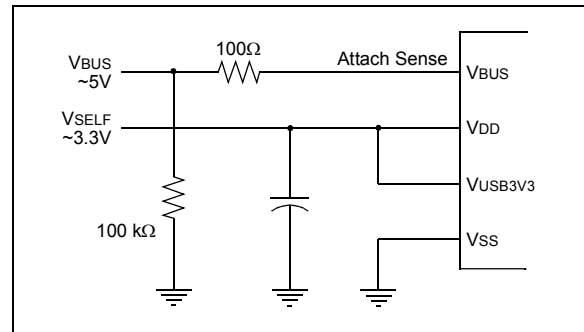 100Ω
VBUS
~5V
Attach Sense
VBUS
VSELF
~3.3V
VDD
VUSB3V3
100 kΩ
VSS